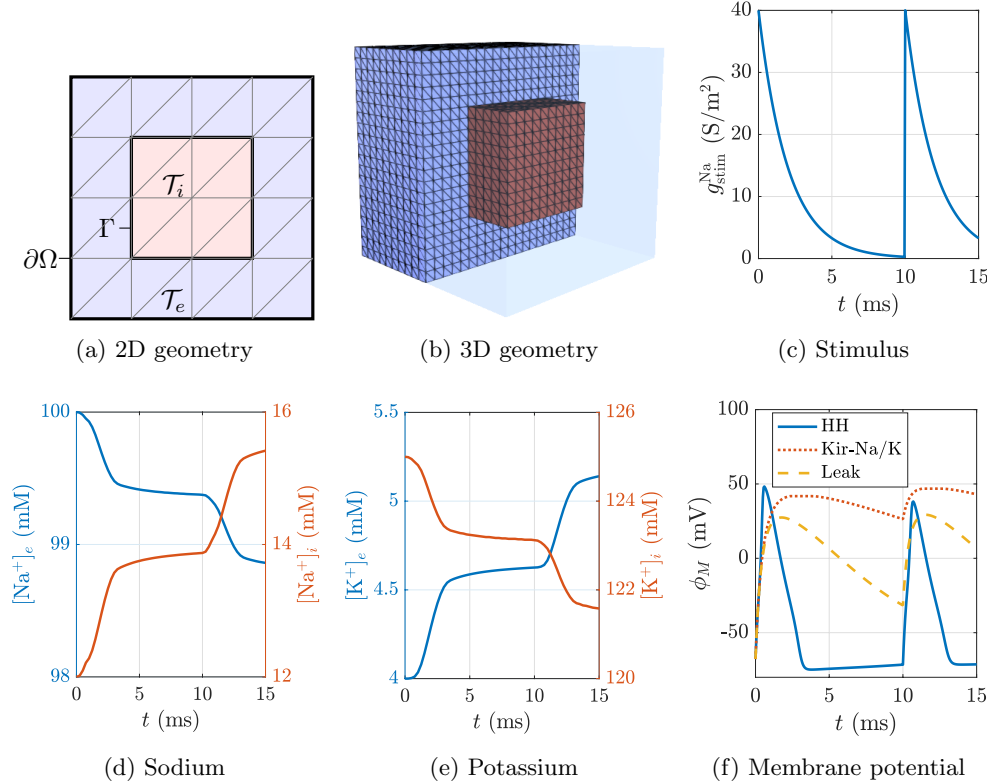 𝒯ᵢ
Γ
∂Ω
𝒯ₑ
(a) 2D geometry
(b) 3D geometry
g_stim^Na (S/m²)
40
30
20
10
0
0 5 10 15
t (ms)
(c) Stimulus
[Na⁺]ₑ (mM)
100
99
98
16
14
12
[Na⁺]ᵢ (mM)
0 5 10 15
t (ms)
(d) Sodium
[K⁺]ₑ (mM)
5.5
5
4.5
4
126
124
122
120
[K⁺]ᵢ (mM)
0 5 10 15
t (ms)
(e) Potassium
ϕ_M (mV)
100
50
0
-50
HH
Kir-Na/K
Leak
0 5 10 15
t (ms)
(f) Membrane potential